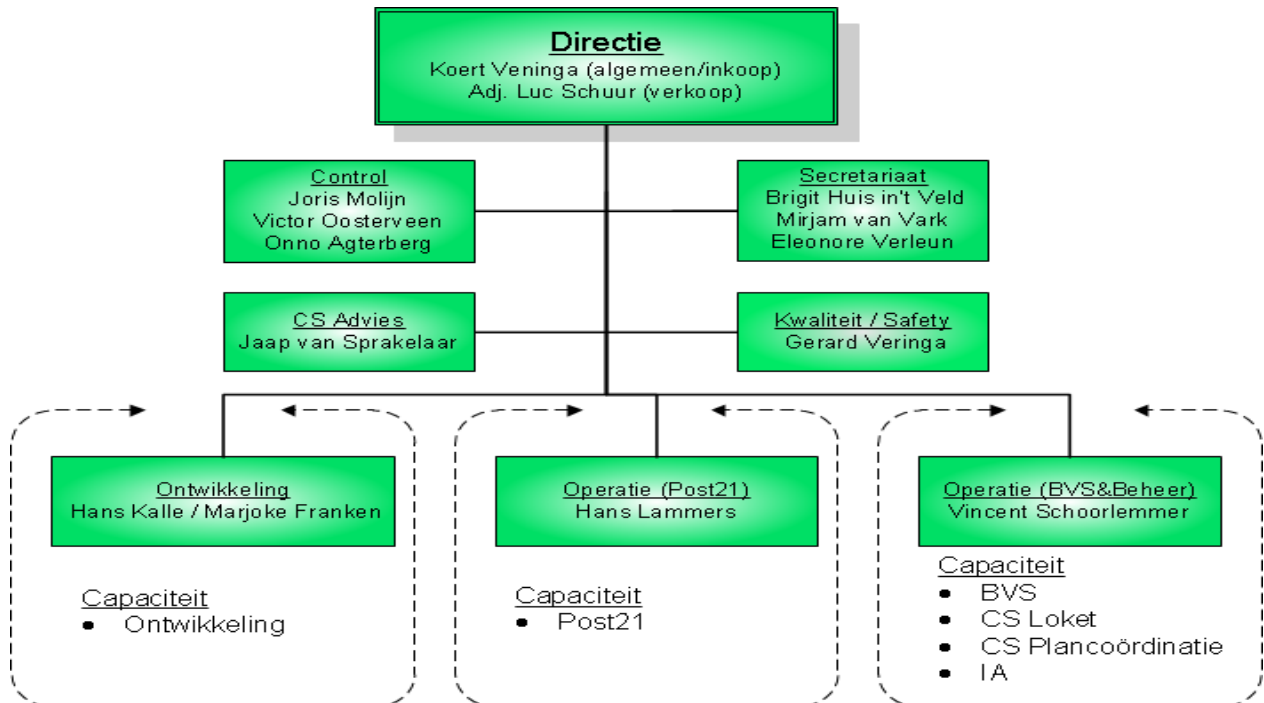 Directie
Koert Veninga (algemeen/inkoop)
Adj. Luc Schuur (verkoop)
Control
Joris Molijn
Victor Oosterveen
Onno Agterberg
Secretariaat
Brigit Huis in't Veld
Mirjam van Vark
Eleonore Verleun
CS Advies
Jaap van Sprakelaar
Kwaliteit / Safety
Gerard Veringa
Ontwikkeling
Hans Kalle / Marjoke Franken
Capaciteit
• Ontwikkeling
Operatie (Post21)
Hans Lammers
Capaciteit
• Post21
Operatie (BVS&Beheer)
Vincent Schoorlemmer
Capaciteit
• BVS
• CS Loket
• CS Plancoördinatie
• IA